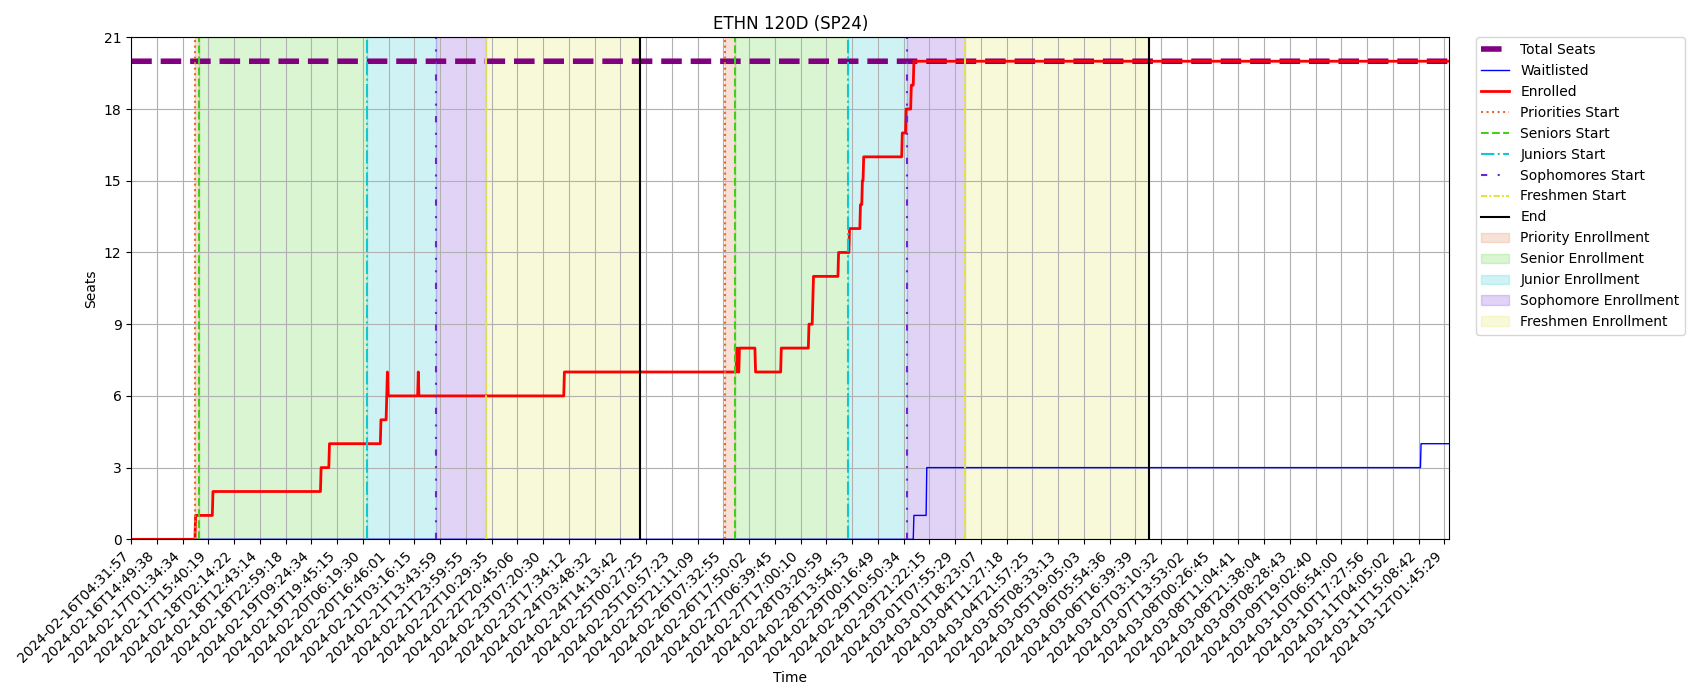 ETHN 120D (SP24)
21
18
15
12
9
6
3
0
Seats
2024-02-16T04:31:57
2024-02-16T14:49:38
2024-02-17T01:34:34
2024-02-17T15:40:19
2024-02-18T02:14:22
2024-02-18T12:43:14
2024-02-18T22:59:18
2024-02-19T09:24:34
2024-02-19T19:45:15
2024-02-20T06:19:30
2024-02-20T16:46:01
2024-02-21T03:16:15
2024-02-21T13:43:59
2024-02-21T23:59:55
2024-02-22T10:29:35
2024-02-22T20:45:06
2024-02-23T07:20:30
2024-02-23T17:34:12
2024-02-24T03:48:32
2024-02-24T14:13:42
2024-02-25T00:27:25
2024-02-25T10:57:23
2024-02-25T21:11:09
2024-02-26T07:32:55
2024-02-26T17:50:02
2024-02-27T06:39:45
2024-02-27T17:00:10
2024-02-28T03:20:59
2024-02-28T13:54:53
2024-02-29T00:16:49
2024-02-29T10:50:34
2024-02-29T21:22:15
2024-03-01T07:55:29
2024-03-01T18:23:07
2024-03-04T11:27:18
2024-03-04T21:57:23
2024-03-05T08:33:13
2024-03-05T19:05:03
2024-03-06T05:54:36
2024-03-06T16:39:39
2024-03-07T03:10:32
2024-03-07T13:53:02
2024-03-08T00:26:45
2024-03-08T11:04:41
2024-03-08T21:38:04
2024-03-09T08:28:43
2024-03-09T19:02:40
2024-03-10T06:54:00
2024-03-10T17:27:56
2024-03-11T04:05:02
2024-03-11T15:08:42
2024-03-12T01:45:29
Time
Total Seats
Waitlisted
Enrolled
Priorities Start
Seniors Start
Juniors Start
Sophomores Start
Freshmen Start
End
Priority Enrollment
Senior Enrollment
Junior Enrollment
Sophomore Enrollment
Freshmen Enrollment